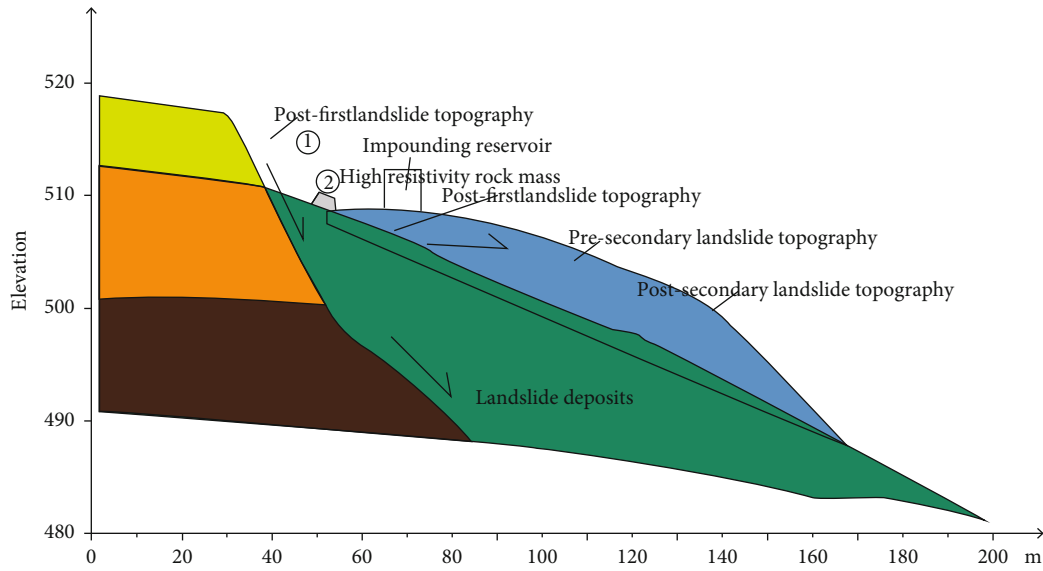 520
Post-firstlandslide topography
①
Impounding reservoir
② High resistivity rock mass
510
Post-firstlandslide topography
Pre-secondary landslide topography
Elevation
500
Post-secondary landslide topography
Landslide deposits
490
480
0 20 40 60 80 100 120 140 160 180 200 m